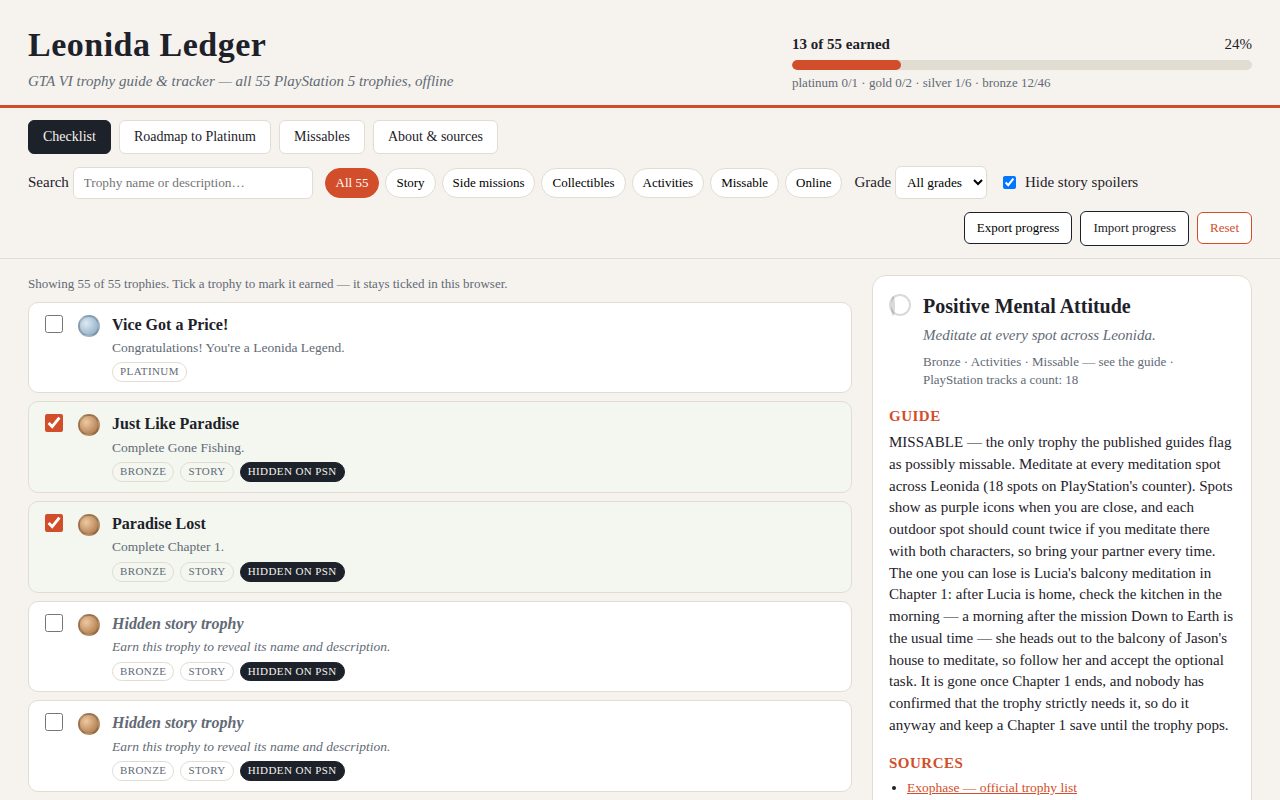 Leonida Ledger
GTA VI trophy guide & tracker — all 55 PlayStation 5 trophies, offline
13 of 55 earned 24%
platinum 0/1 · gold 0/2 · silver 1/6 · bronze 12/46
Checklist Roadmap to Platinum Missables About & sources
Search Trophy name or description… All 55 Story Side missions Collectibles Activities Missable Online Grade All grades Hide story spoilers
Export progress Import progress Reset
Showing 55 of 55 trophies. Tick a trophy to mark it earned — it stays ticked in this browser.
Vice Got a Price!
Congratulations! You're a Leonida Legend.
PLATINUM
Just Like Paradise
Complete Gone Fishing.
BRONZE STORY HIDDEN ON PSN
Paradise Lost
Complete Chapter 1.
BRONZE STORY HIDDEN ON PSN
Hidden story trophy
Earn this trophy to reveal its name and description.
BRONZE STORY HIDDEN ON PSN
Hidden story trophy
Earn this trophy to reveal its name and description.
BRONZE STORY HIDDEN ON PSN
Positive Mental Attitude
Meditate at every spot across Leonida.
Bronze · Activities · Missable — see the guide ·
PlayStation tracks a count: 18
GUIDE
MISSABLE — the only trophy the published guides flag
as possibly missable. Meditate at every meditation spot
across Leonida (18 spots on PlayStation's counter). Spots
show as purple icons when you are close, and each
outdoor spot should count twice if you meditate there
with both characters, so bring your partner every time.
The one you can lose is Lucia's balcony meditation in
Chapter 1: after Lucia is home, check the kitchen in the
morning — a morning after the mission Down to Earth is
the usual time — she heads out to the balcony of Jason's
house to meditate, so follow her and accept the optional
task. It is gone once Chapter 1 ends, and nobody has
confirmed that the trophy strictly needs it, so do it
anyway and keep a Chapter 1 save until the trophy pops.
SOURCES
Exophase — official trophy list